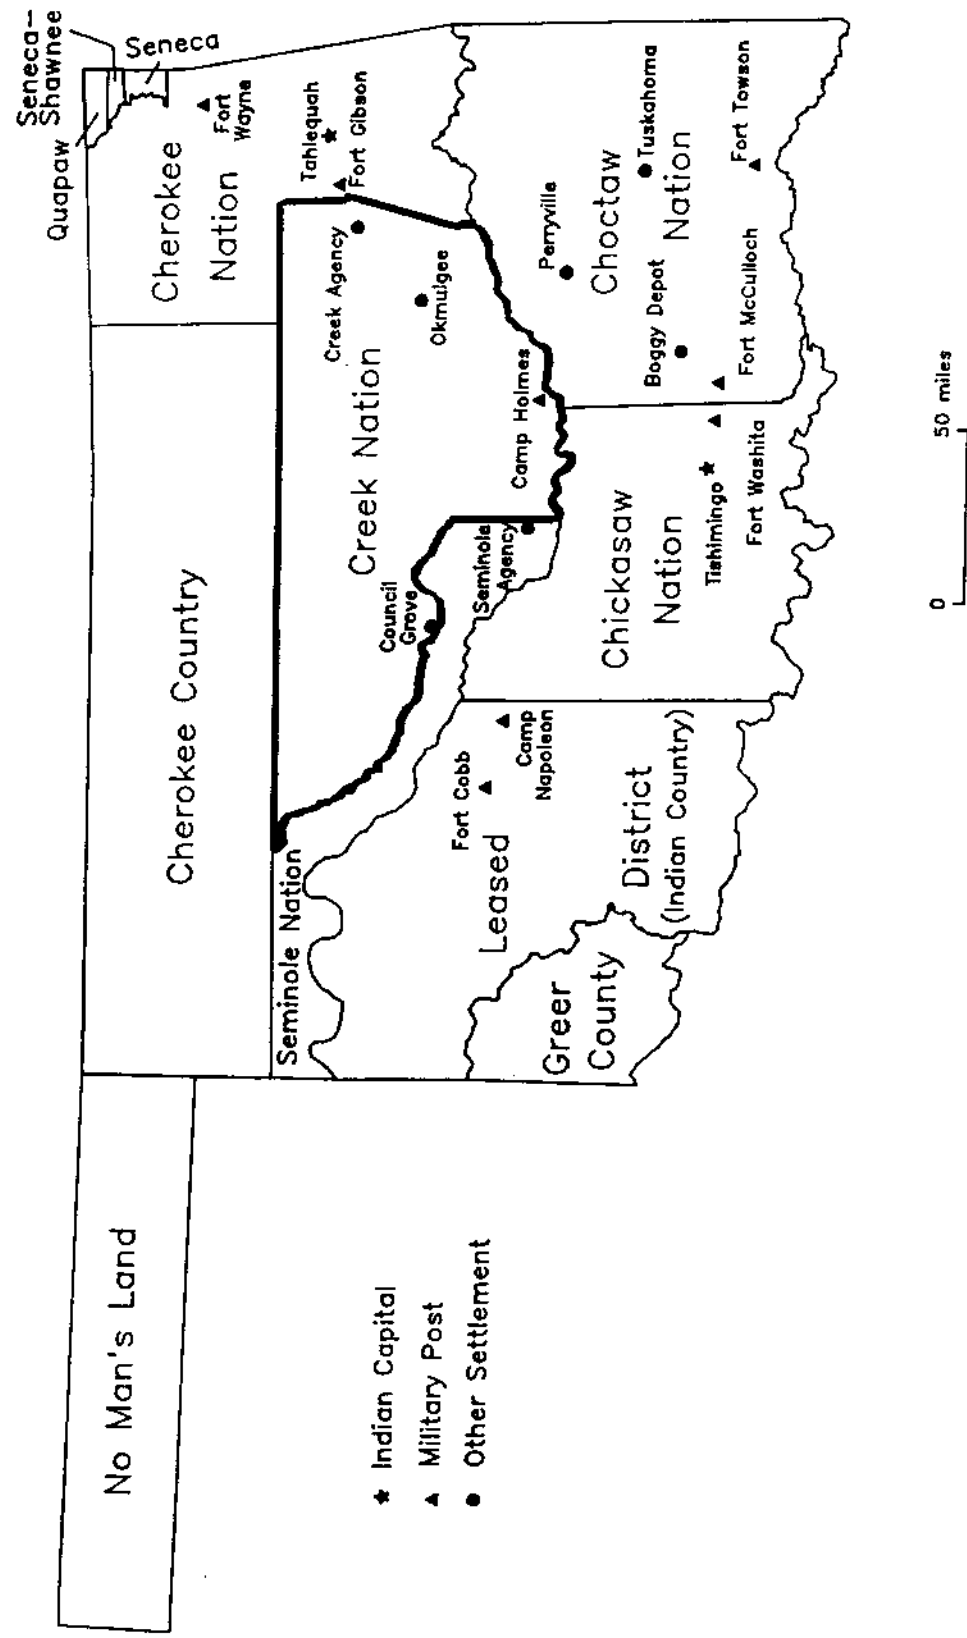 Seneca—
Shawnee
Seneca
Quapaw
Cherokee
Nation
Fort
Wayne
Tahlequah
Fort Gibson
No Man's Land
Cherokee Country
Creek Agency
Okmulgee
Creek Nation
Camp Holmes
Council
Grove
Seminole
Agency
Seminole Nation
Perryville
Choctaw
Nation
Tuskahoma
Fort Towson
Boggy Depot
Fort McCulloch
Chickasaw
Nation
Tishimingo
Fort Washita
Fort Cobb
Camp
Napoleon
Leased
District
(Indian Country)
Greer
County
Indian Capital
Military Post
Other Settlement
0
50 miles